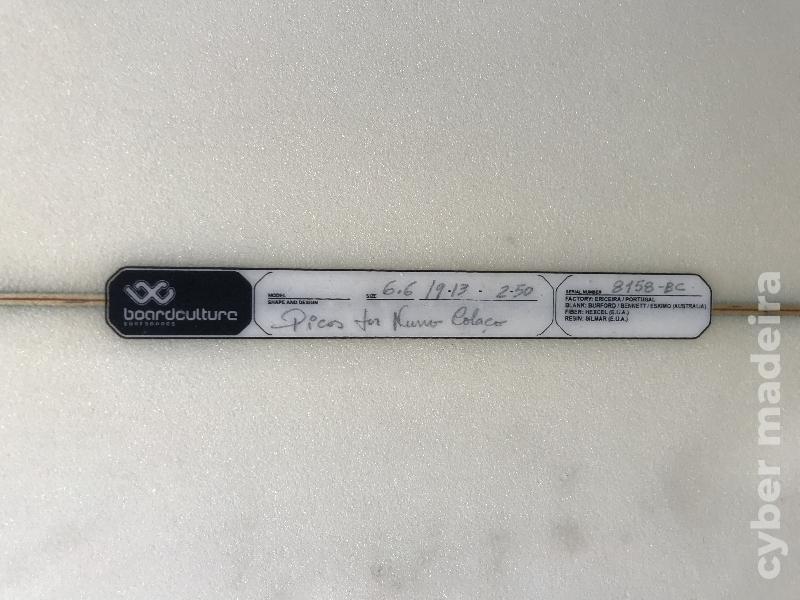 boardculture
SURFBOARDS
MODEL
SIZE 6.6 /9.13 . 2.50
SHAPE AND DESIGN
Picos for Nuno Colaço
SERIAL NUMBER 8158-BC
FACTORY: ERICEIRA / PORTUGAL
BLANK: BURFORD / BENNETT / ESKIMO (AUSTRALIA)
FIBER: HEXCEL (E.U.A.)
RESIN: SILMAR (E.U.A.)
cyber madeira